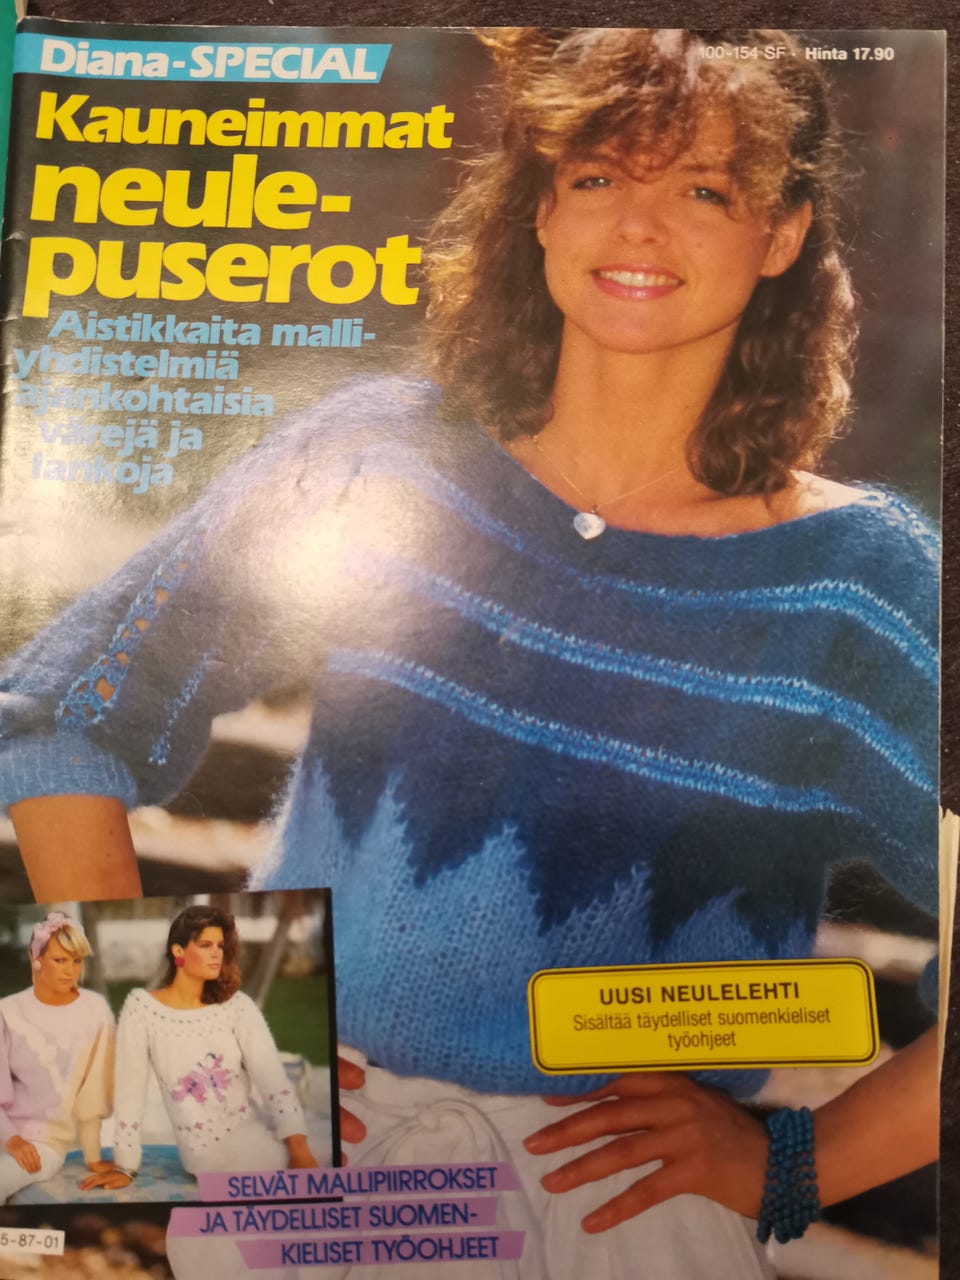 Diana-SPECIAL
100-154 SF · Hinta 17.90
Kauneimmat
neule-
puserot
Aistikkaita malli-
yhdistelmiä
ajankohtaisia
värejä ja
lankoja
UUSI NEULELEHTI
Sisältää täydelliset suomenkieliset
työohjeet
SELVÄT MALLIPIIRROKSET
JA TÄYDELLISET SUOMEN-
KIELISET TYÖOHJEET
5-87-01